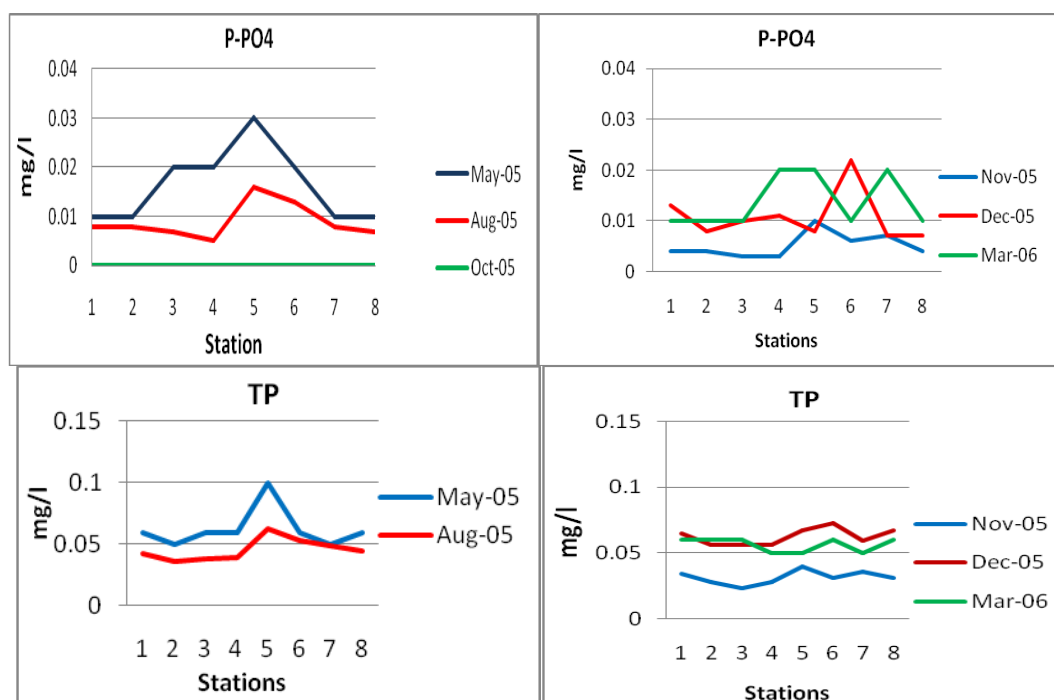 P-PO4
0.04
0.03
0.02
0.01
0
mg/l
1 2 3 4 5 6 7 8
Station
May-05
Aug-05
Oct-05
P-PO4
0.04
0.03
0.02
0.01
0
mg/l
1 2 3 4 5 6 7 8
Stations
Nov-05
Dec-05
Mar-06
TP
0.15
0.1
0.05
0
mg/l
1 2 3 4 5 6 7 8
Stations
May-05
Aug-05
TP
0.15
0.1
0.05
0
mg/l
1 2 3 4 5 6 7 8
Stations
Nov-05
Dec-05
Mar-06